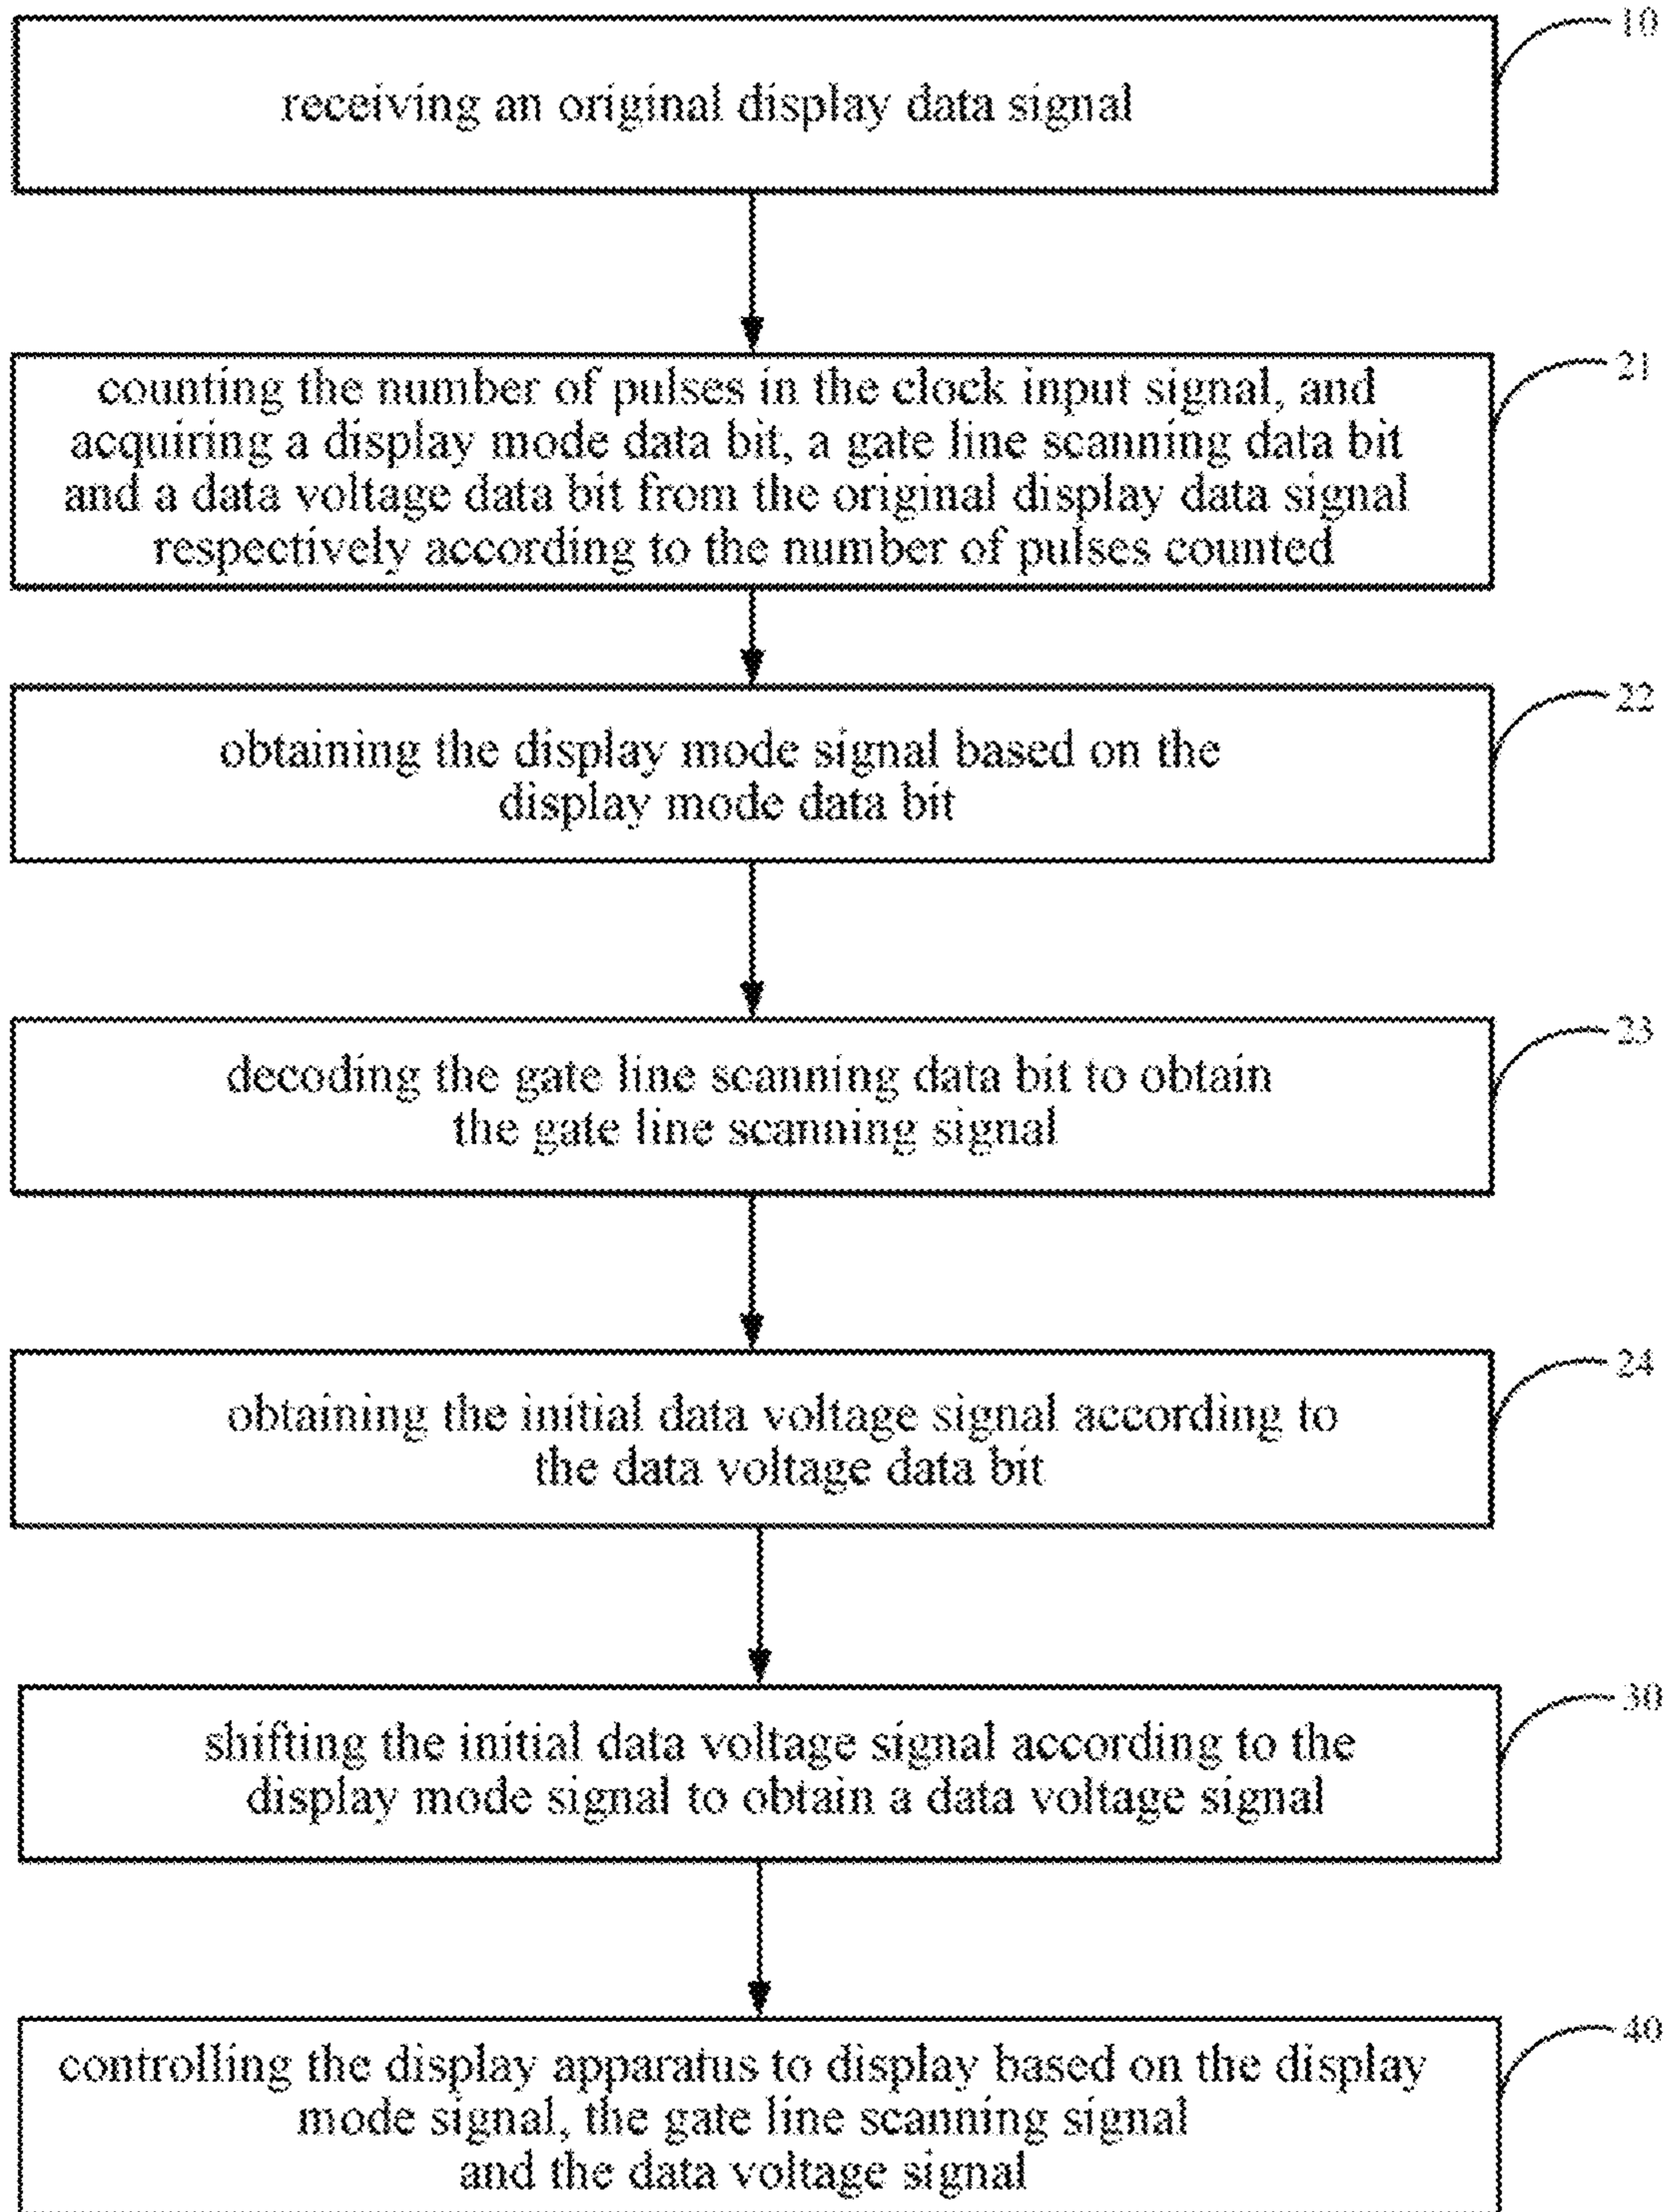 10
receiving an original display data signal
21
counting the number of pulses in the clock input signal, and
acquiring a display mode data bit, a gate line scanning data bit
and a data voltage data bit from the original display data signal
respectively according to the number of pulses counted
22
obtaining the display mode signal based on the
display mode data bit
23
decoding the gate line scanning data bit to obtain
the gate line scanning signal
24
obtaining the initial data voltage signal according to
the data voltage data bit
30
shifting the initial data voltage signal according to the
display mode signal to obtain a data voltage signal
40
controlling the display apparatus to display based on the display
mode signal, the gate line scanning signal
and the data voltage signal